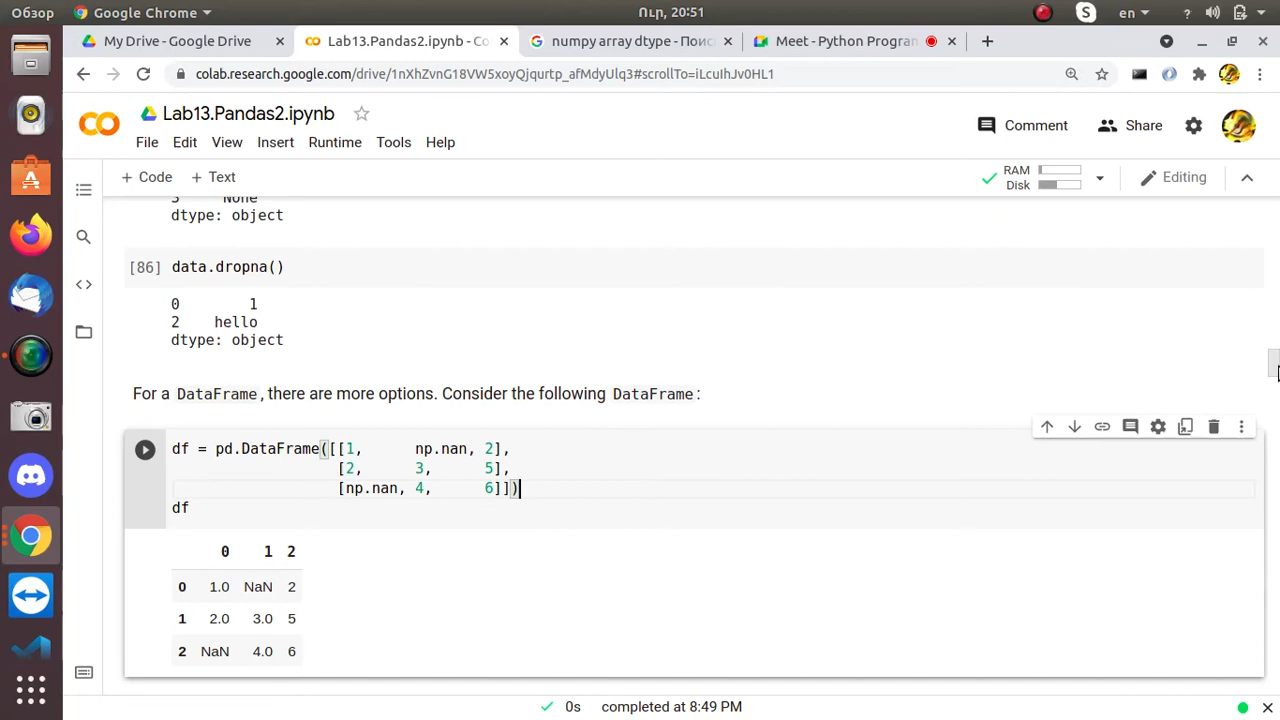 Обзор
Google Chrome
Ուր, 20:51
en
My Drive - Google Drive
Lab13.Pandas2.ipynb - Co
numpy array dtype - Поиск
Meet - Python Progran
colab.research.google.com/drive/1nXhZvnG18VW5xoyQjqurtp_afMdyUlq3#scrollTo=iLcuIhJv0HL1
Lab13.Pandas2.ipynb
Comment
Share
File Edit View Insert Runtime Tools Help
+ Code + Text
RAM
Disk
Editing
3 None
dtype: object
[86] data.dropna()
0 1
2 hello
dtype: object
For a DataFrame, there are more options. Consider the following DataFrame:
df = pd.DataFrame([[1, np.nan, 2],
[2, 3, 5],
[np.nan, 4, 6]])
df
0 1 2
0 1.0 NaN 2
1 2.0 3.0 5
2 NaN 4.0 6
0s completed at 8:49 PM